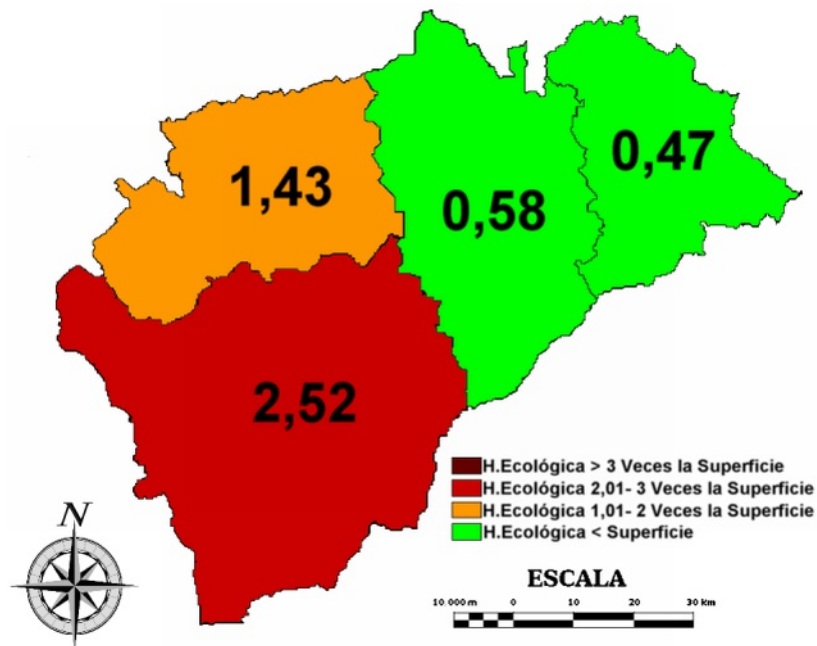 0,47
1,43
0,58
2,52
H.Ecológica > 3 Veces la Superficie
H.Ecológica 2,01- 3 Veces la Superficie
H.Ecológica 1,01- 2 Veces la Superficie
H.Ecológica < Superficie
N
ESCALA
10 000 m 0 10 20 30 km